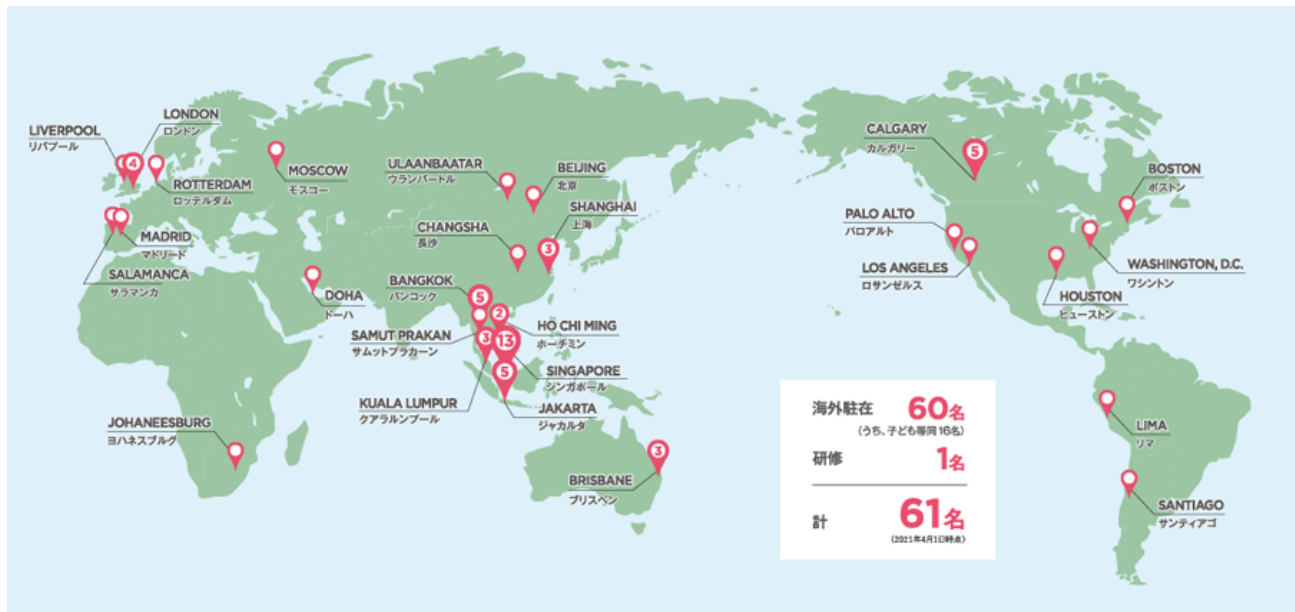 LIVERPOOL
リバプール
LONDON
ロンドン
4
ROTTERDAM
ロッテルダム
MOSCOW
モスコー
MADRID
マドリード
SALAMANCA
サラマンカ
DOHA
ドーハ
JOHANEESBURG
ヨハネスブルグ
ULAANBAATAR
ウランバートル
BEIJING
北京
SHANGHAI
上海
3
CHANGSHA
長沙
BANGKOK
バンコック
5
SAMUT PRAKAN
サムットプラカーン
2
HO CHI MING
ホーチミン
3
13
SINGAPORE
シンガポール
KUALA LUMPUR
クアラルンプール
5
JAKARTA
ジャカルタ
BRISBANE
ブリスベン
3
CALGARY
カルガリー
5
BOSTON
ボストン
PALO ALTO
パロアルト
LOS ANGELES
ロサンゼルス
WASHINGTON, D.C.
ワシントン
HOUSTON
ヒューストン
LIMA
リマ
SANTIAGO
サンティアゴ
海外駐在 60名
(うち、子ども帯同16名)
研修 1名
計 61名
(2021年4月1日時点)